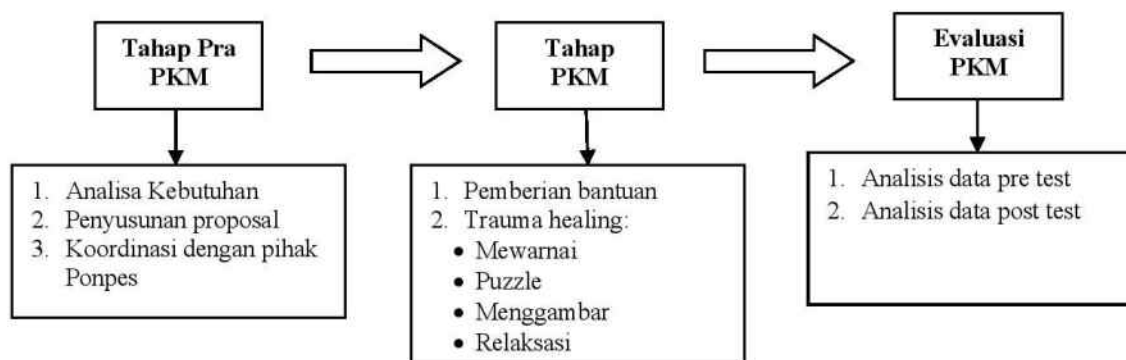 Tahap Pra
PKM
Tahap
PKM
Evaluasi
PKM
1. Analisa Kebutuhan
2. Penyusunan proposal
3. Koordinasi dengan pihak
Ponpes
1. Pemberian bantuan
2. Trauma healing:
• Mewarnai
• Puzzle
• Menggambar
• Relaksasi
1. Analisis data pre test
2. Analisis data post test